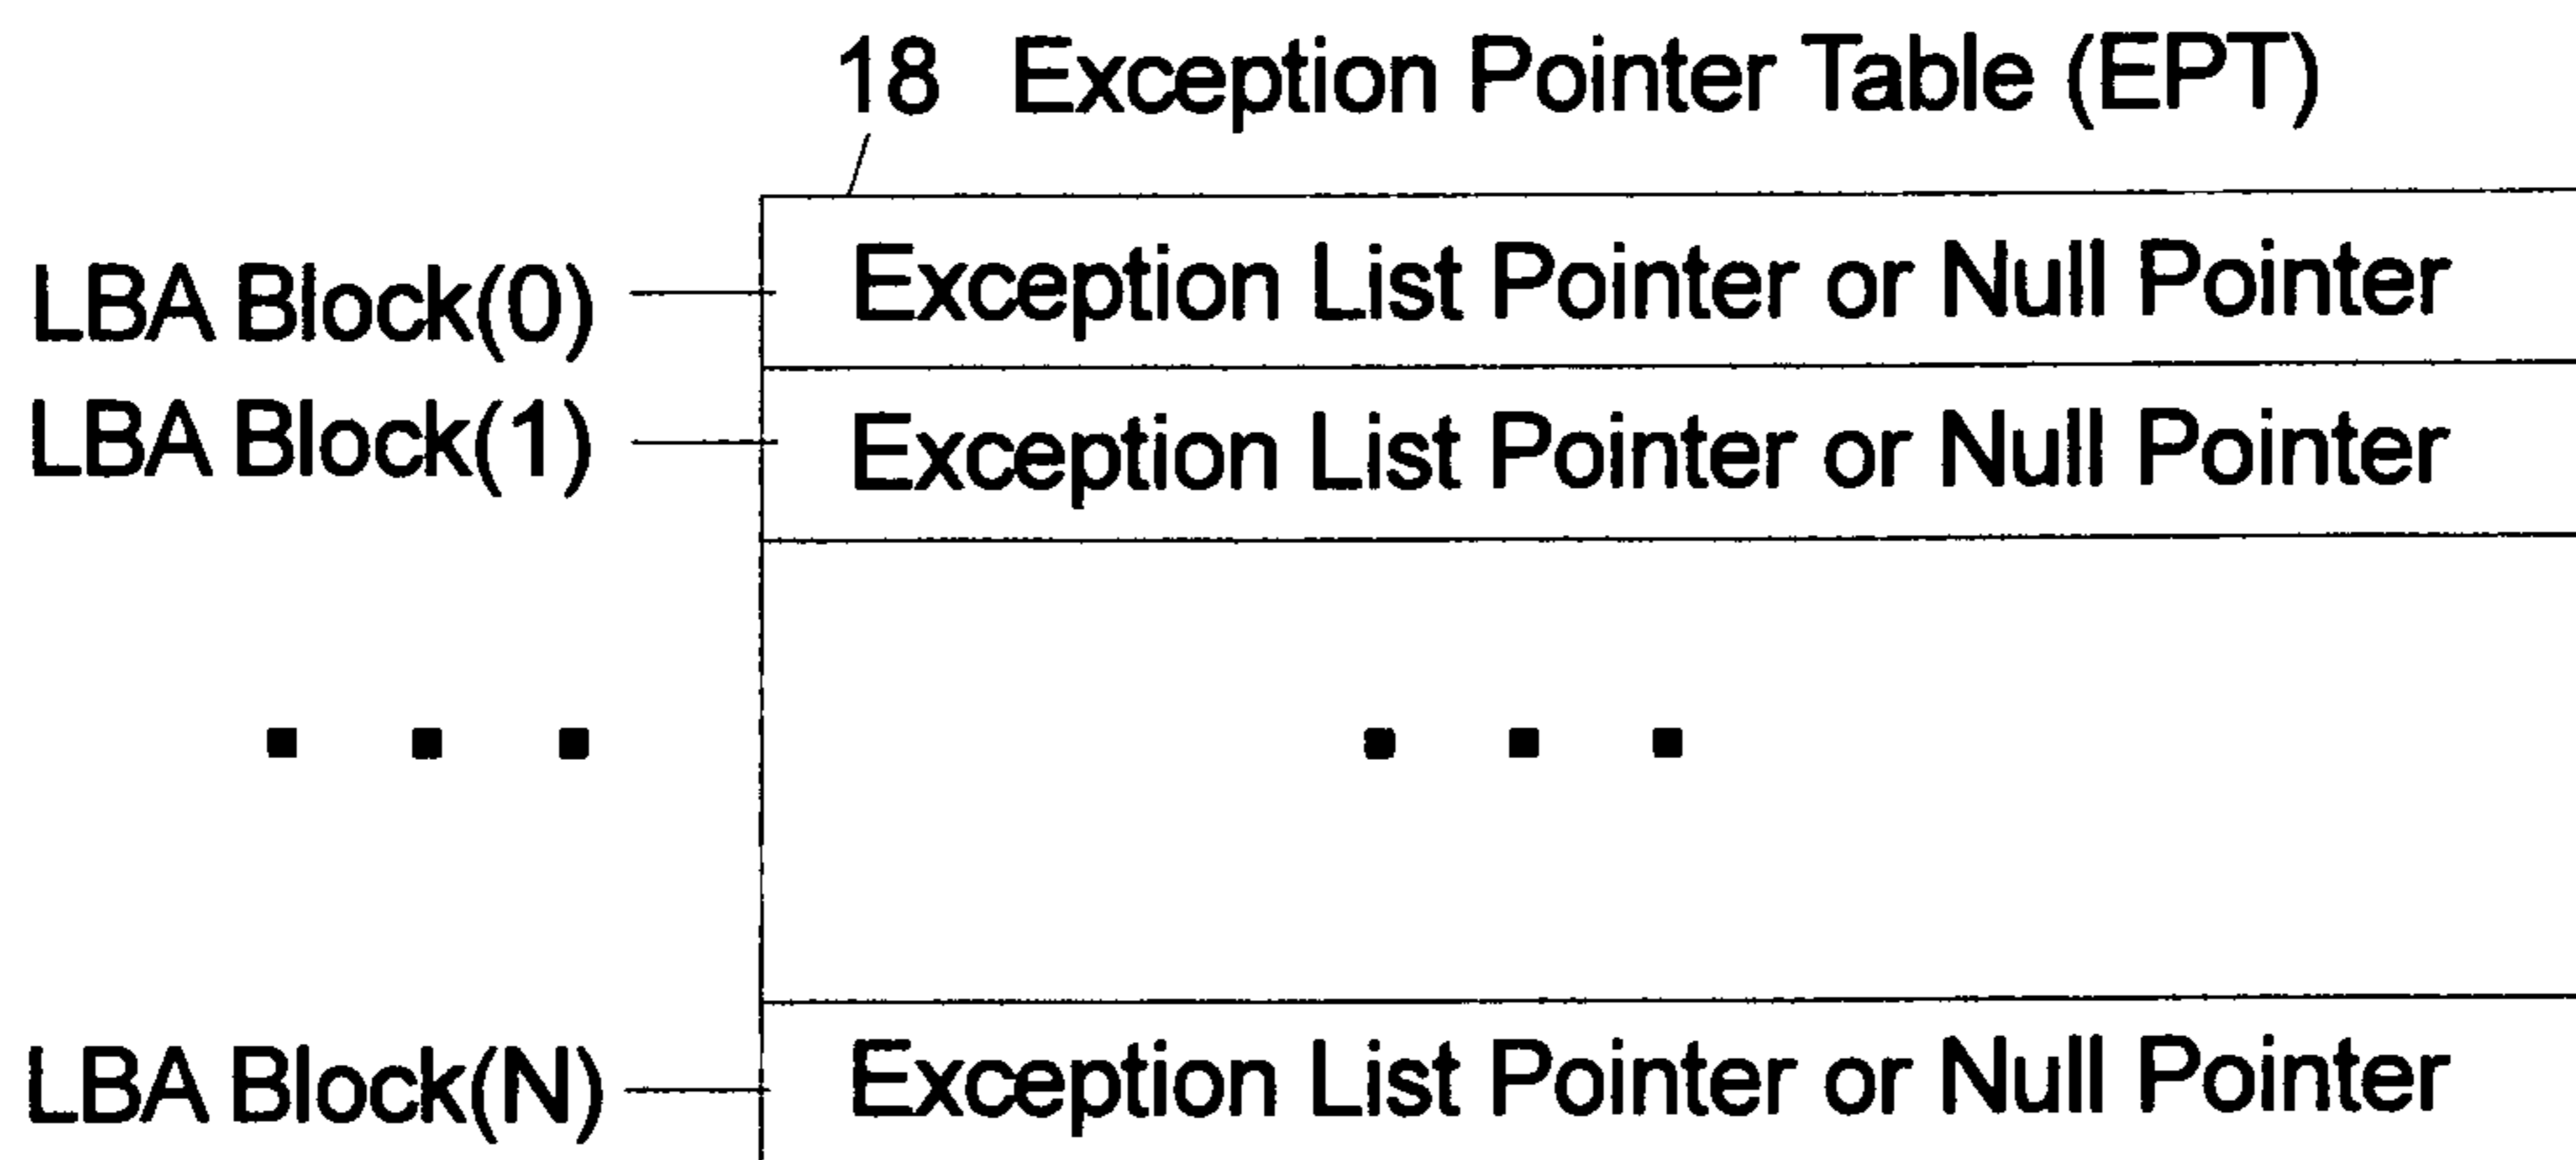 18 Exception Pointer Table (EPT)
LBA Block(0) Exception List Pointer or Null Pointer
LBA Block(1) Exception List Pointer or Null Pointer
. . . . . .
LBA Block(N) Exception List Pointer or Null Pointer